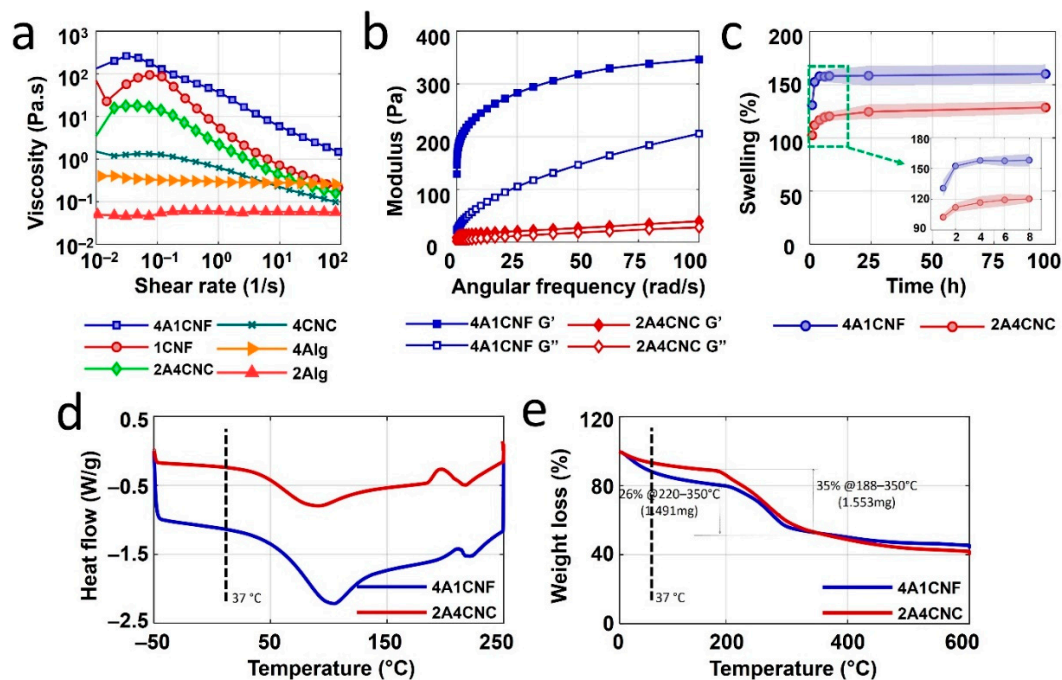 a
Viscosity (Pa.s)
10³
10²
10¹
10⁰
10⁻¹
10⁻²
10⁻² 10⁻¹ 10⁰ 10¹ 10²
Shear rate (1/s)
4A1CNF
1CNF
2A4CNC
4CNC
4Alg
2Alg
b
Modulus (Pa)
400
300
200
100
0
0 25 50 75 100
Angular frequency (rad/s)
4A1CNF G’
4A1CNF G”
2A4CNC G’
2A4CNC G”
c
Swelling (%)
200
150
100
50
0
0 25 50 75 100
180
150
120
90
2 4 6 8
Time (h)
4A1CNF
2A4CNC
d
Heat flow (W/g)
0.5
–0.5
–1.5
–2.5
–50 50 150 250
37 °C
4A1CNF
2A4CNC
Temperature (°C)
e
Weight loss (%)
120
80
40
0
0 200 400 600
26% @220–350°C
(1.491mg)
35% @188–350°C
(1.553mg)
37 °C
4A1CNF
2A4CNC
Temperature (°C)